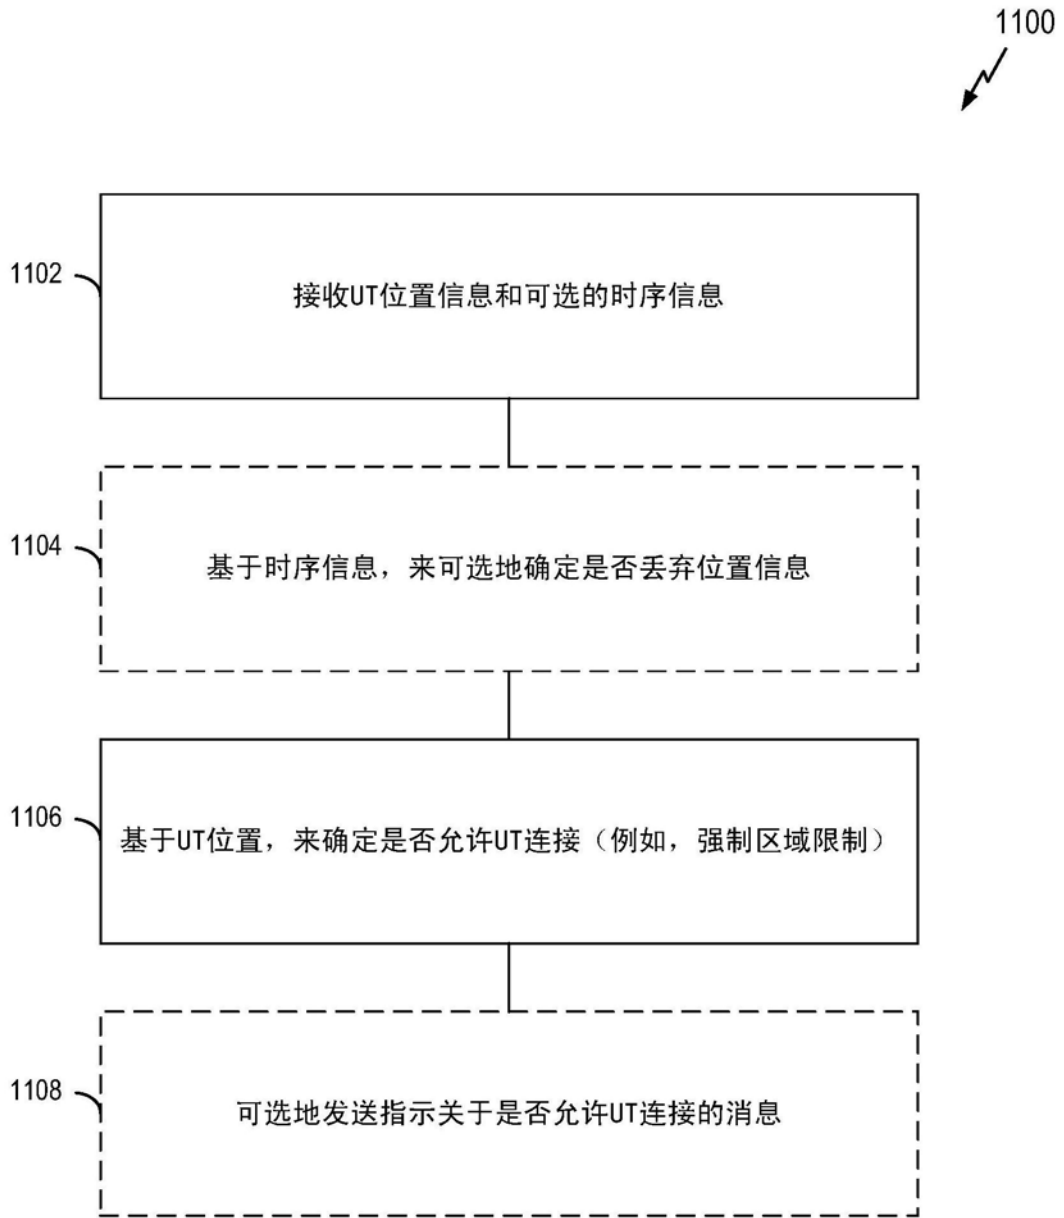 1100
1102
接收UT位置信息和可选的时序信息
1104
基于时序信息，来可选地确定是否丢弃位置信息
1106
基于UT位置，来确定是否允许UT连接（例如，强制区域限制）
1108
可选地发送指示关于是否允许UT连接的消息